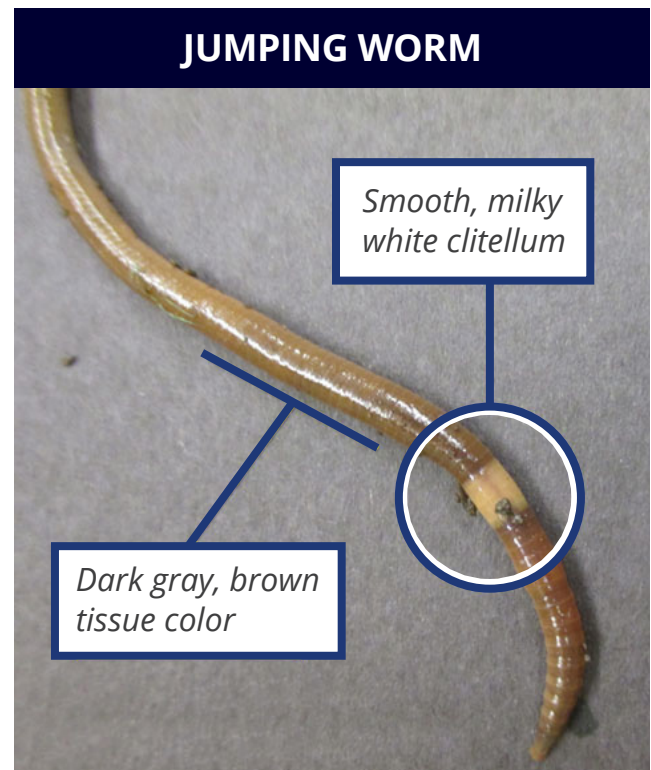 JUMPING WORM
Smooth, milky
white clitellum
Dark gray, brown
tissue color